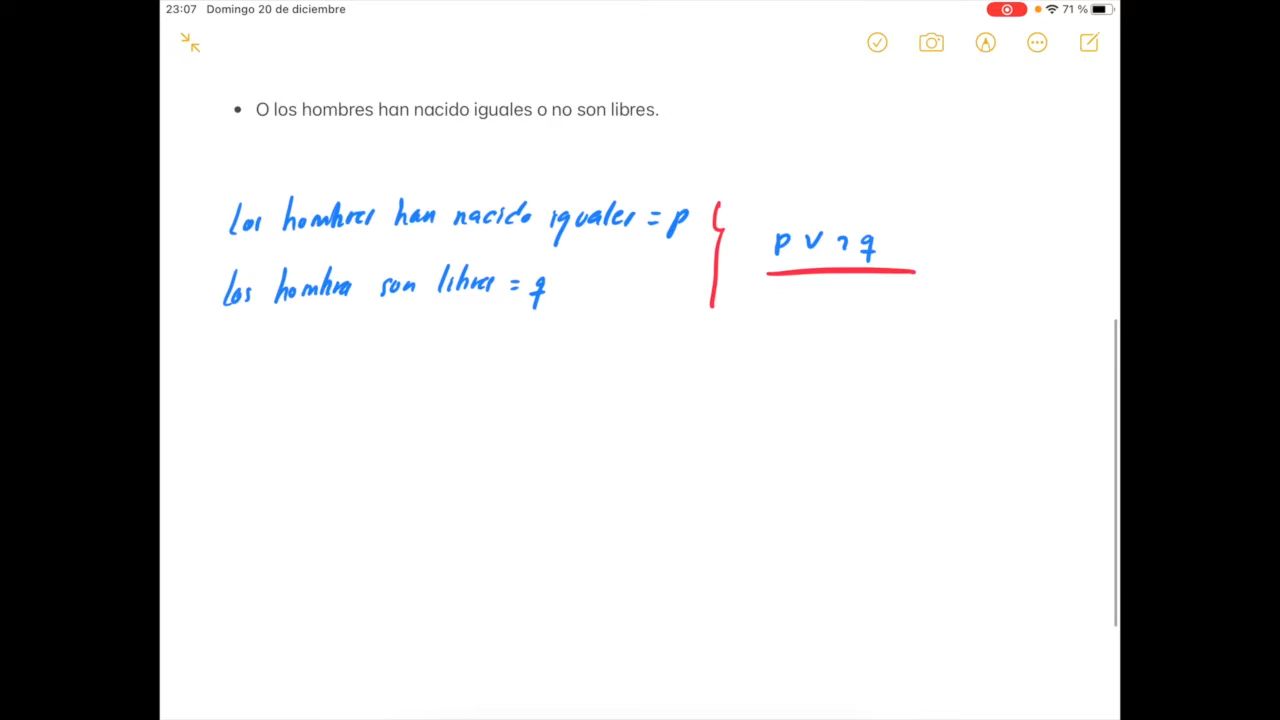 23:07 Domingo 20 de diciembre 71 %
• O los hombres han nacido iguales o no son libres.
Los hombres han nacido iguales = p
p ∨ ¬ q
Los hombres son libres = q